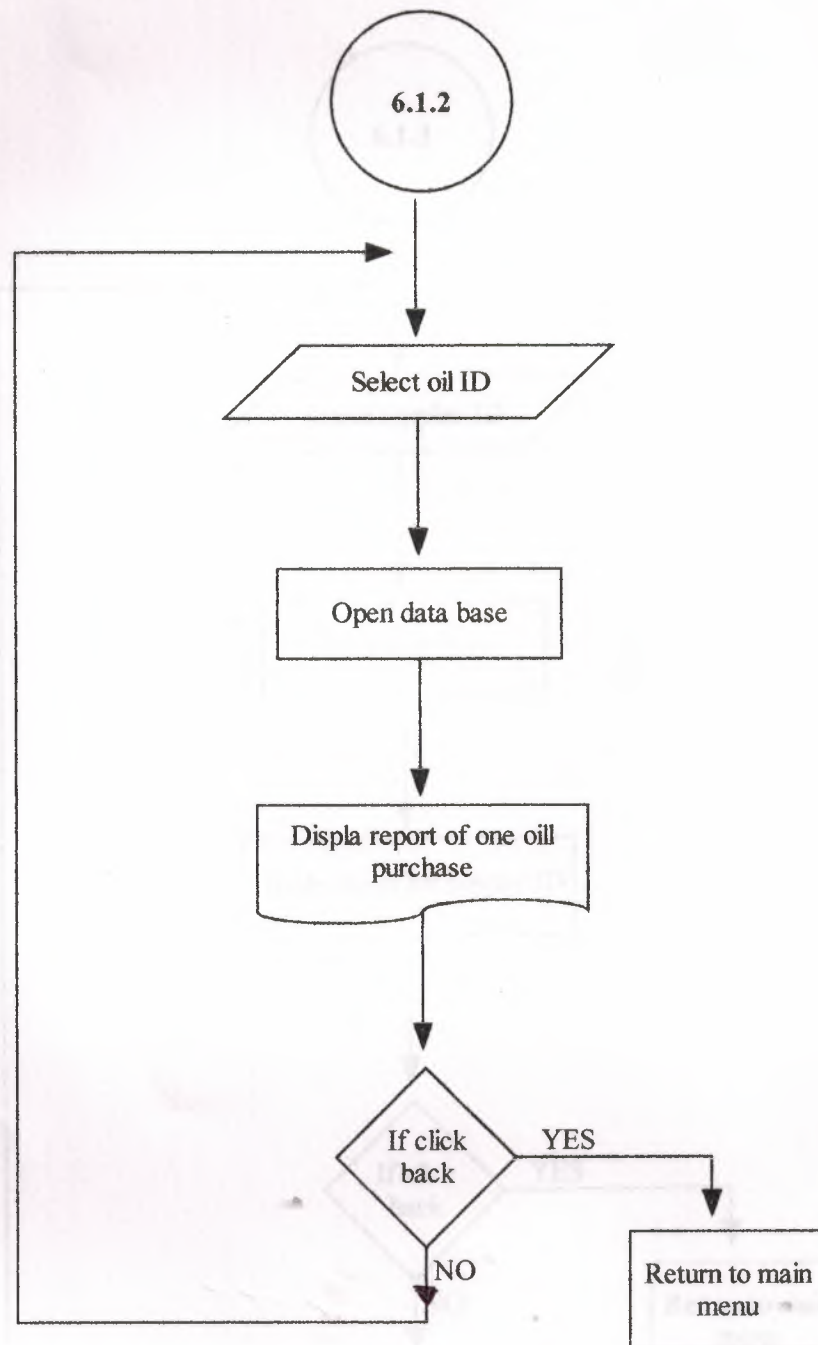 6.1.2
Select oil ID
Open data base
Displa report of one oill
purchase
If click
back
YES
NO
Return to main
menu